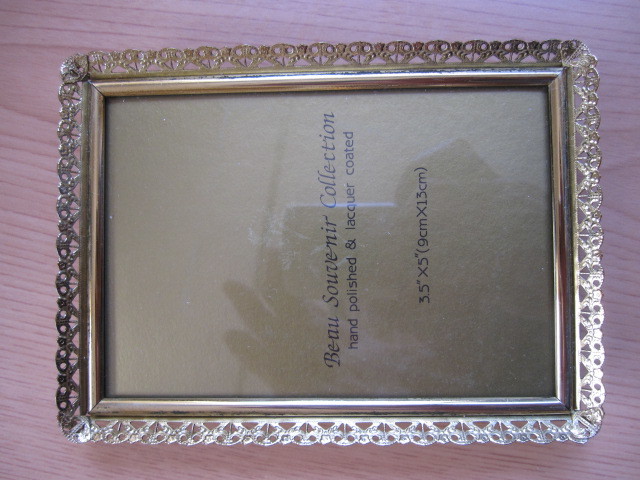 Beau Souvenir Collection
hand polished & lacquer coated
3.5"X5"(9cmX13cm)